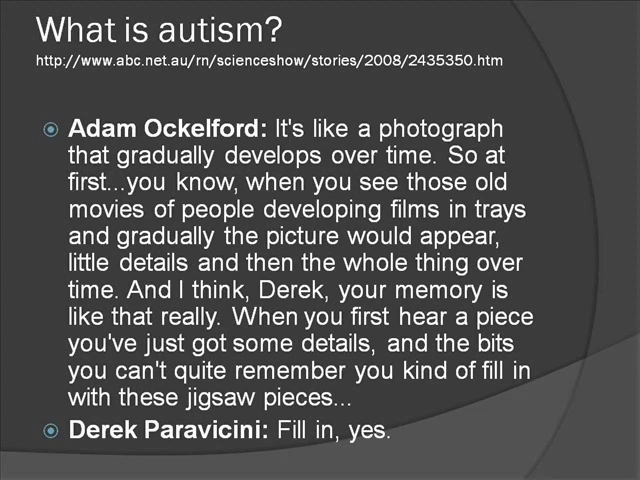 What is autism?
http://www.abc.net.au/rn/scienceshow/stories/2008/2435350.htm
Adam Ockelford: It's like a photograph
that gradually develops over time. So at
first...you know, when you see those old
movies of people developing films in trays
and gradually the picture would appear,
little details and then the whole thing over
time. And I think, Derek, your memory is
like that really. When you first hear a piece
you've just got some details, and the bits
you can't quite remember you kind of fill in
with these jigsaw pieces...
Derek Paravicini: Fill in, yes.